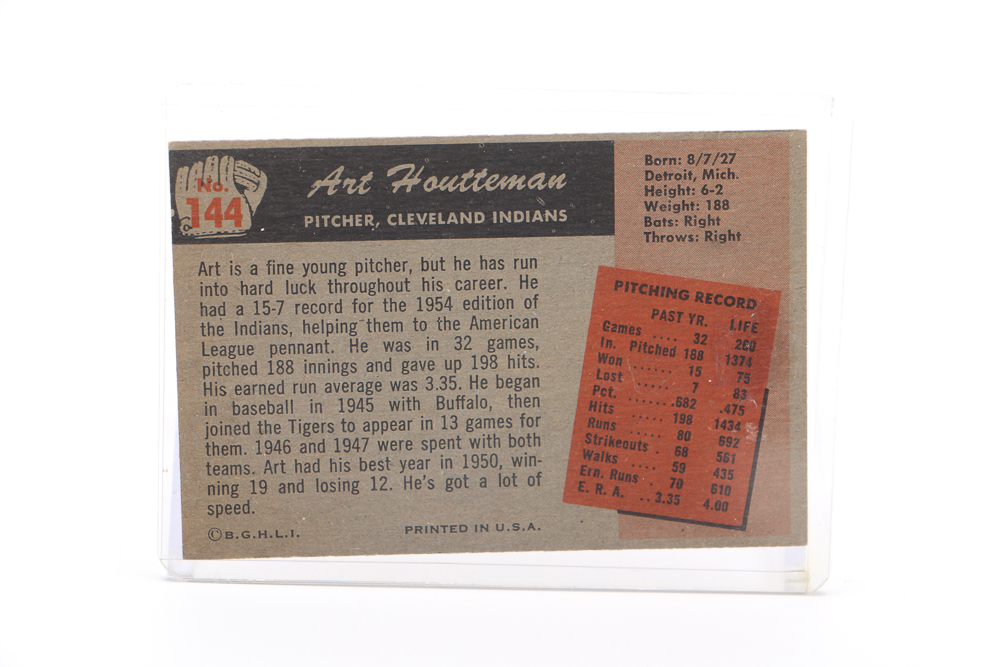 No.
144
Art Houtteman
PITCHER, CLEVELAND INDIANS
Born: 8/7/27
Detroit, Mich.
Height: 6-2
Weight: 188
Bats: Right
Throws: Right
Art is a fine young pitcher, but he has run
into hard luck throughout his career. He
had a 15-7 record for the 1954 edition of
the Indians, helping them to the American
League pennant. He was in 32 games,
pitched 188 innings and gave up 198 hits.
His earned run average was 3.35. He began
in baseball in 1945 with Buffalo, then
joined the Tigers to appear in 13 games for
them. 1946 and 1947 were spent with both
teams. Art had his best year in 1950, win-
ning 19 and losing 12. He's got a lot of
speed.
©B.G.H.L.I.
PRINTED IN U.S.A.
PITCHING RECORD
PAST YR. LIFE
Games .... 32 260
In. Pitched 188 1374
Won ...... 15 75
Lost ...... 7 83
Pct. .......682 .475
Hits ..... 198 1434
Runs ..... 80 692
Strikeouts . 68 561
Walks .... 59 435
Ern. Runs . 70 610
E. R. A. .. 3.35 4.00